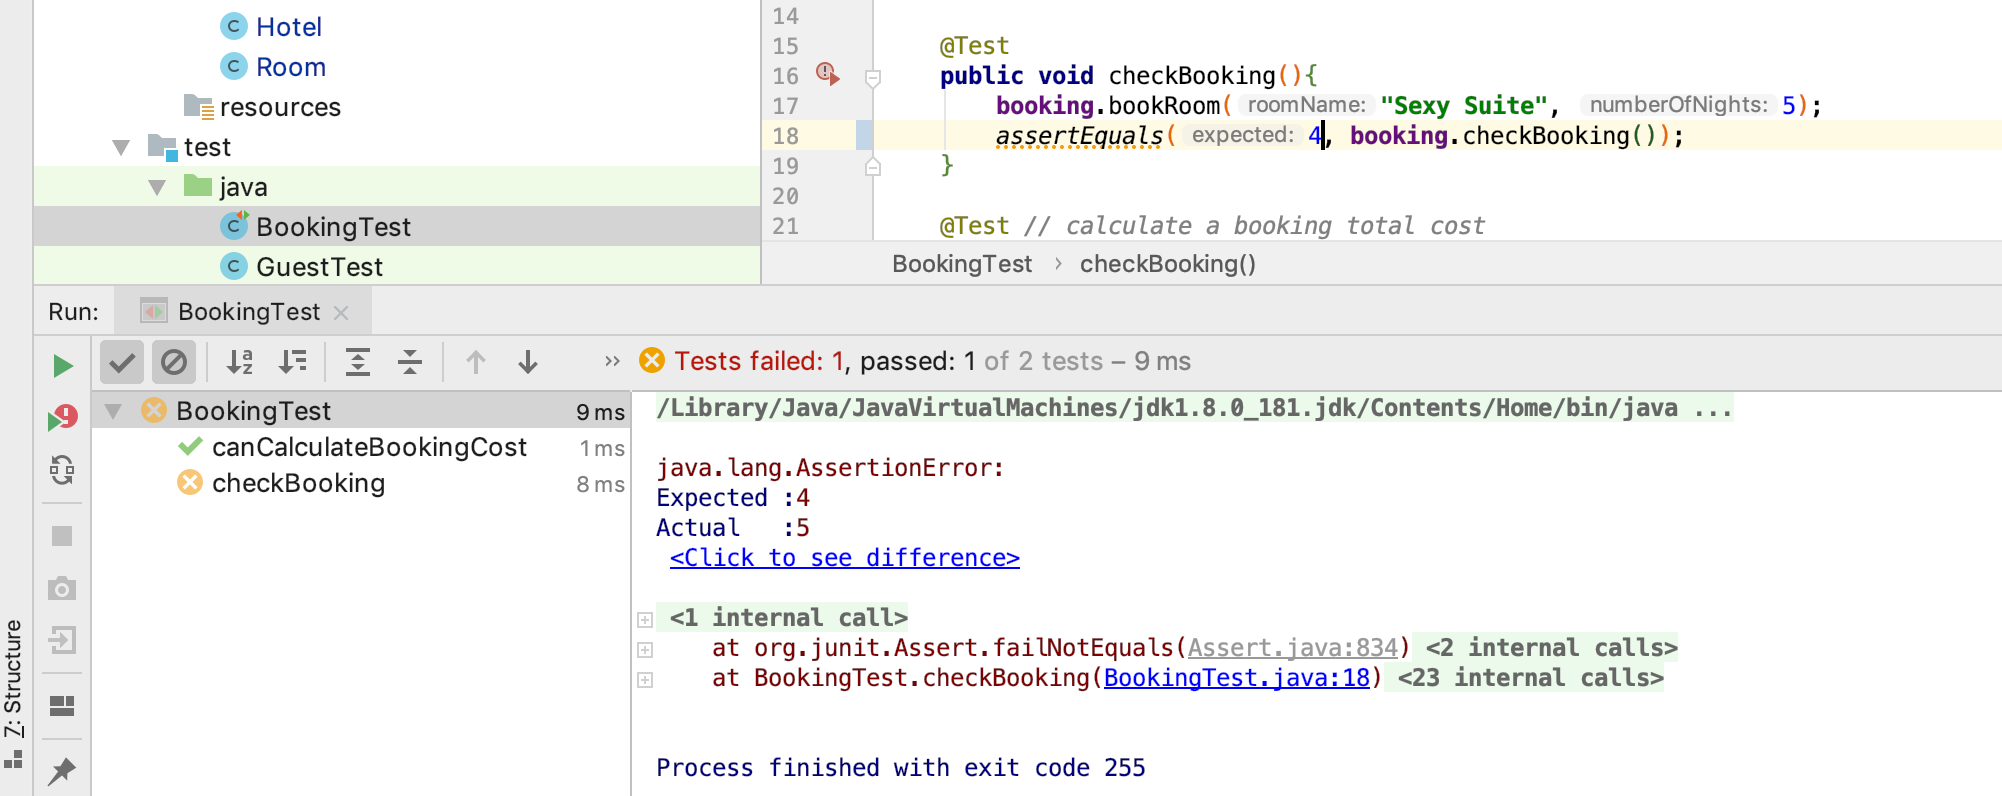 Hotel
Room
resources
test
java
BookingTest
GuestTest
14
15 @Test
16 public void checkBooking(){
17 booking.bookRoom( roomName: "Sexy Suite", numberOfNights: 5);
18 assertEquals( expected: 4, booking.checkBooking());
19 }
20
21 @Test // calculate a booking total cost
BookingTest › checkBooking()
Run: BookingTest ×
Tests failed: 1, passed: 1 of 2 tests – 9 ms
BookingTest 9 ms
canCalculateBookingCost 1 ms
checkBooking 8 ms
/Library/Java/JavaVirtualMachines/jdk1.8.0_181.jdk/Contents/Home/bin/java ...
java.lang.AssertionError:
Expected :4
Actual :5
<Click to see difference>
<1 internal call>
at org.junit.Assert.failNotEquals(Assert.java:834) <2 internal calls>
at BookingTest.checkBooking(BookingTest.java:18) <23 internal calls>
Process finished with exit code 255
Z: Structure